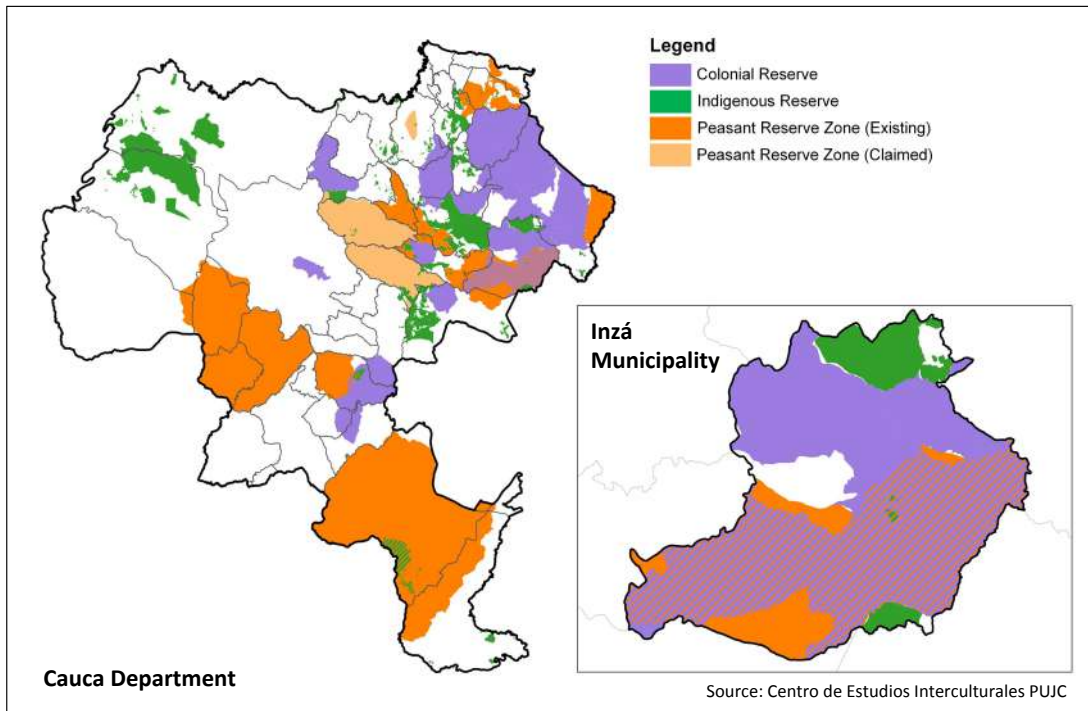 Legend
Colonial Reserve
Indigenous Reserve
Peasant Reserve Zone (Existing)
Peasant Reserve Zone (Claimed)
Inzá
Municipality
Cauca Department
Source: Centro de Estudios Interculturales PUJC